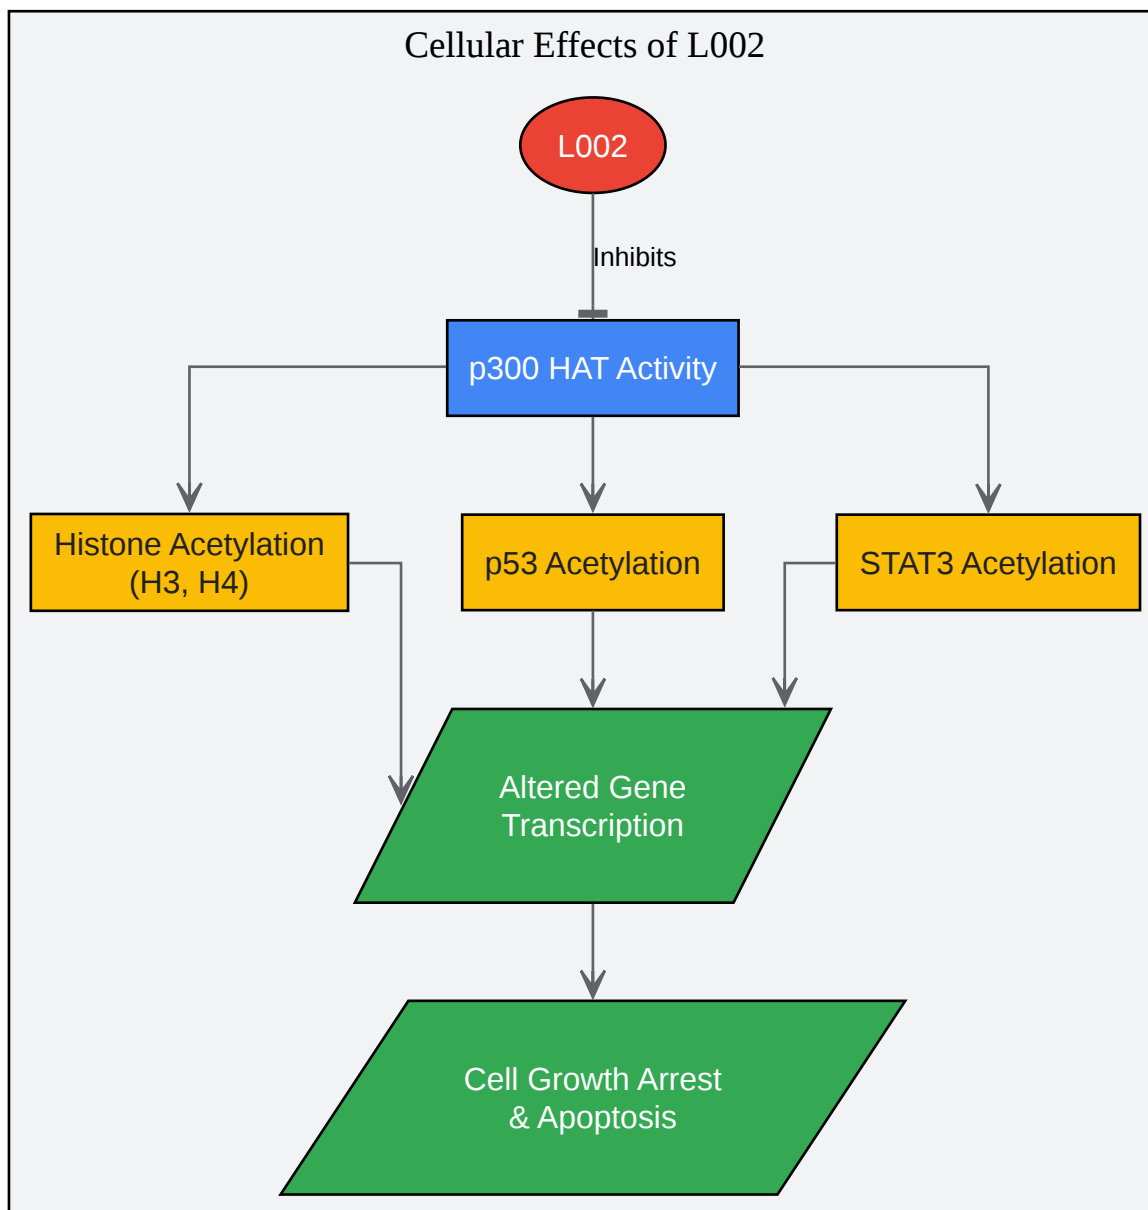 Cellular Effects of L002
L002
Inhibits
p300 HAT Activity
Histone Acetylation
(H3, H4)
p53 Acetylation
STAT3 Acetylation
Altered Gene
Transcription
Cell Growth Arrest
& Apoptosis